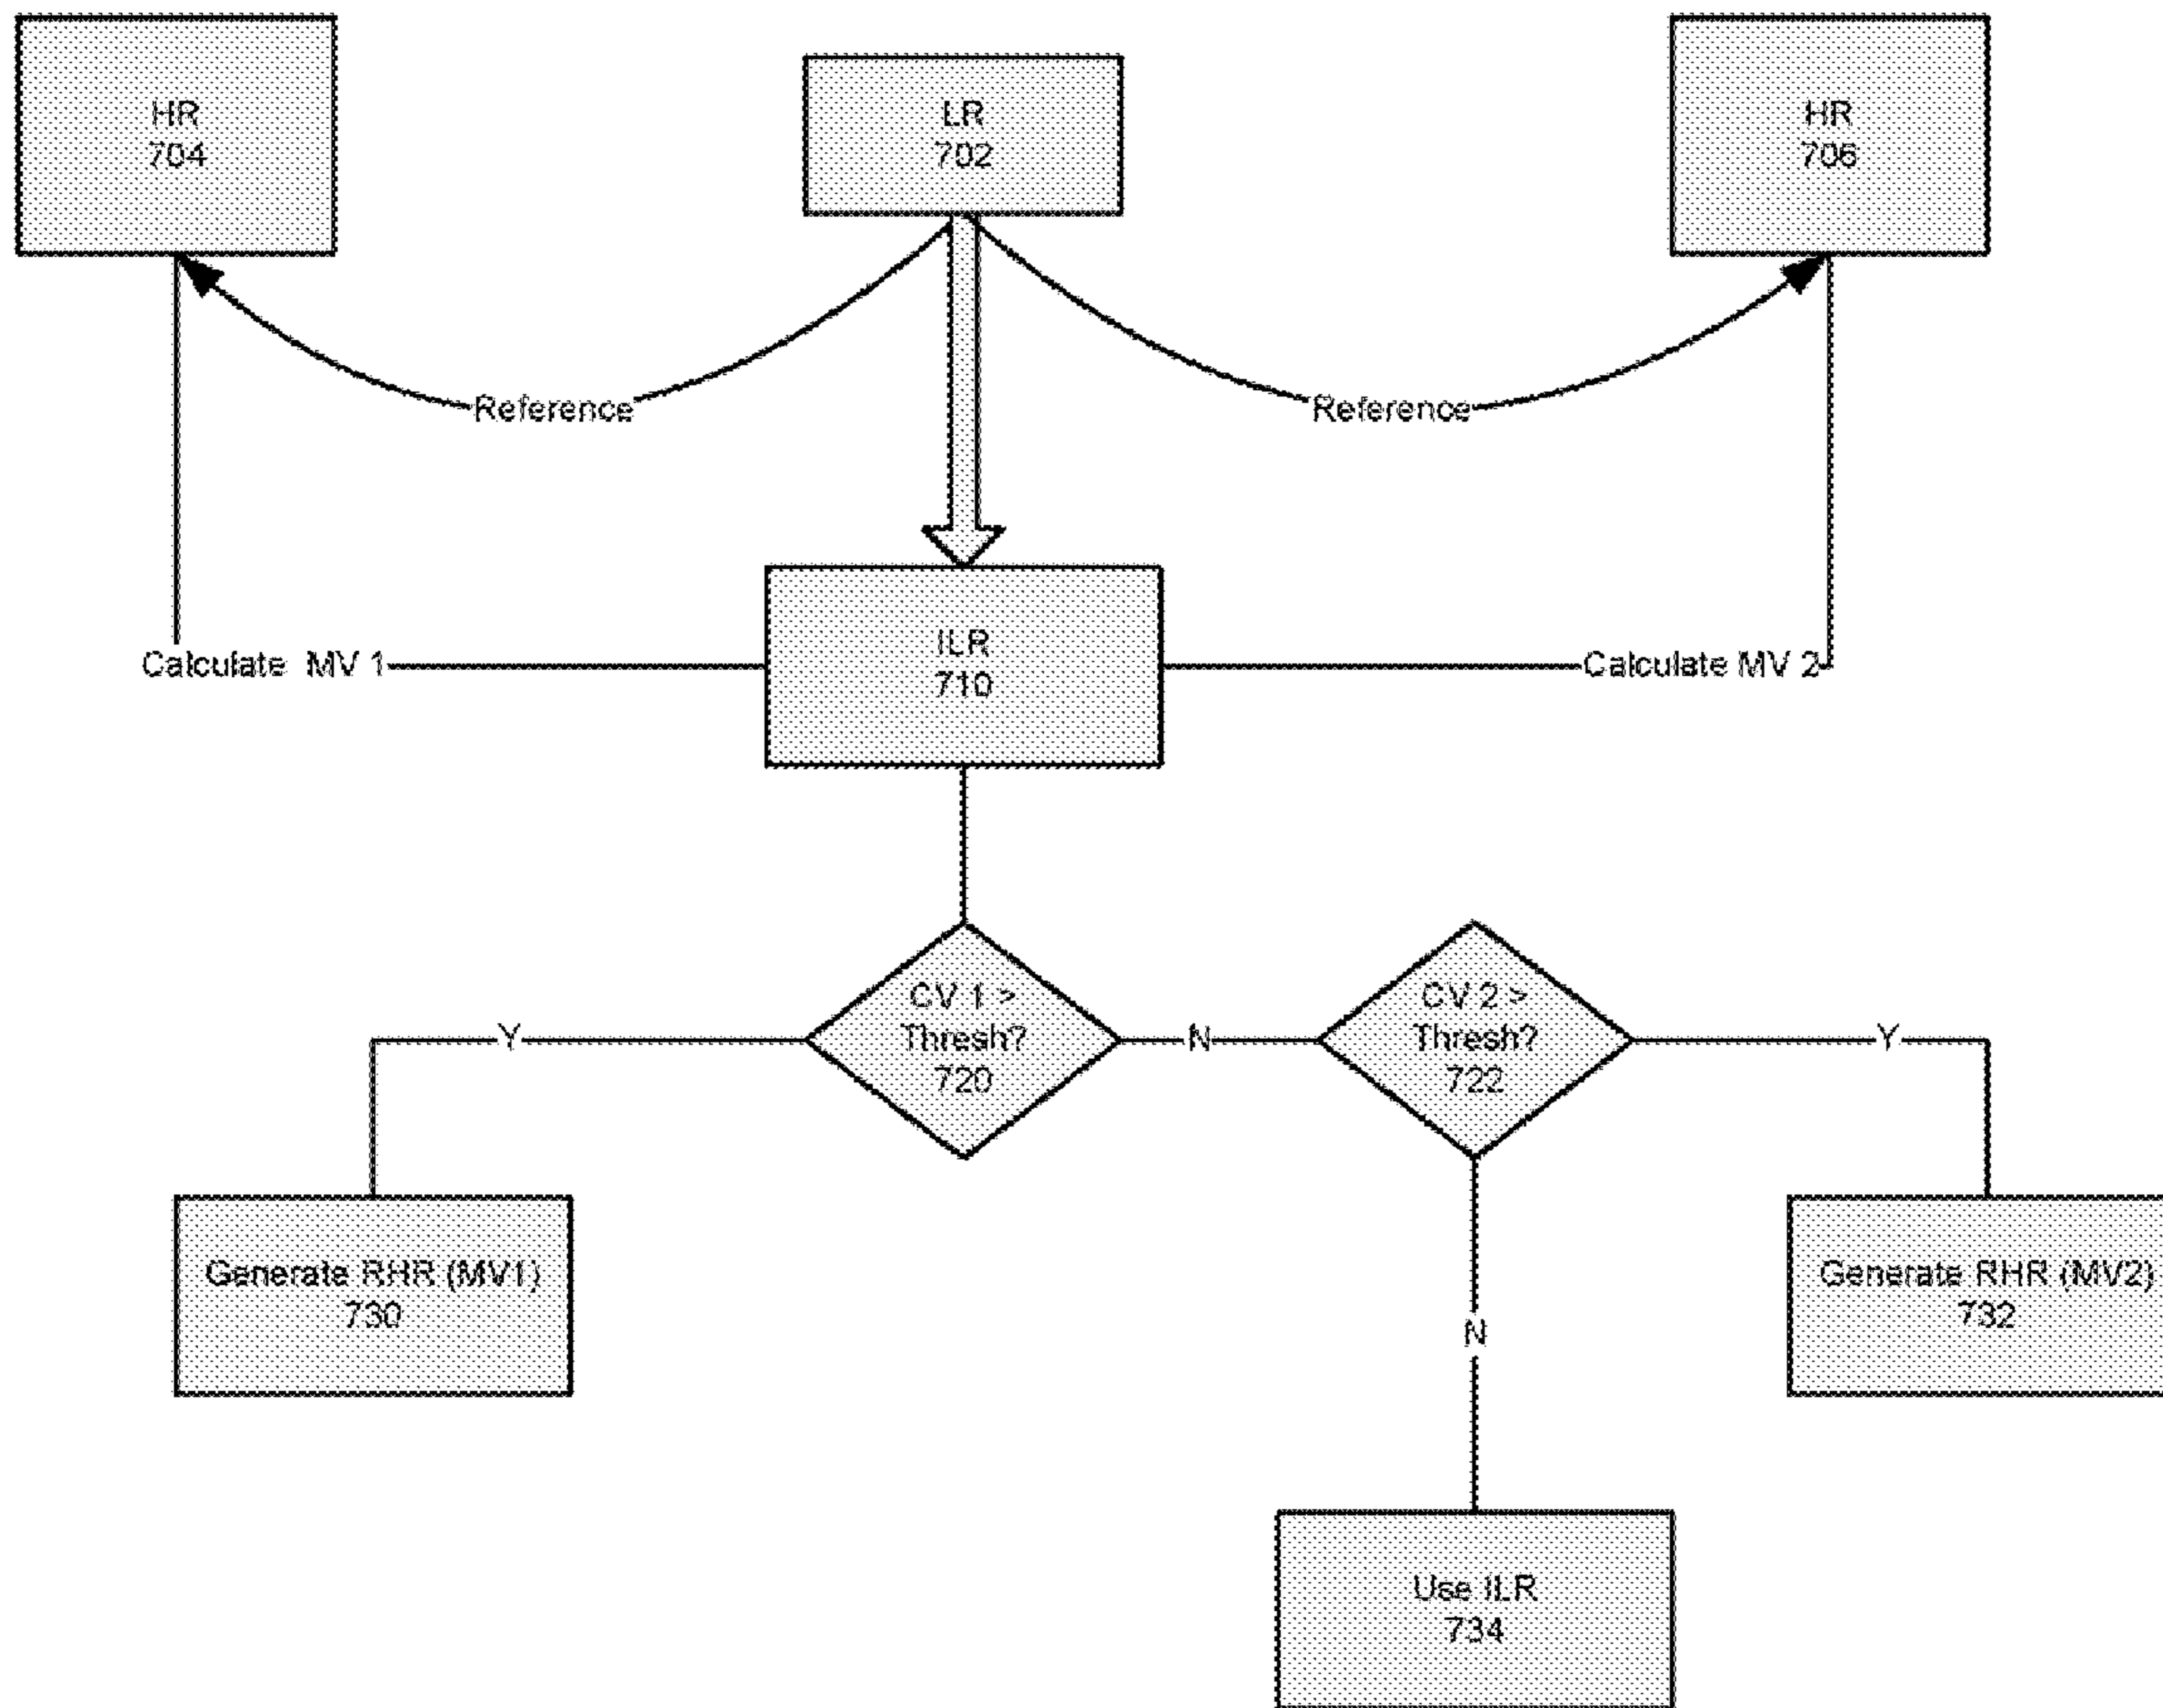 HR
704
LR
702
HR
706
Reference
Reference
Calculate MV 1
ILR
710
Calculate MV 2
CV 1 >
Thresh?
720
CV 2 >
Thresh?
722
Y
N
Y
Generate RHR (MV1)
730
Generate RHR (MV2)
732
N
Use ILR
734